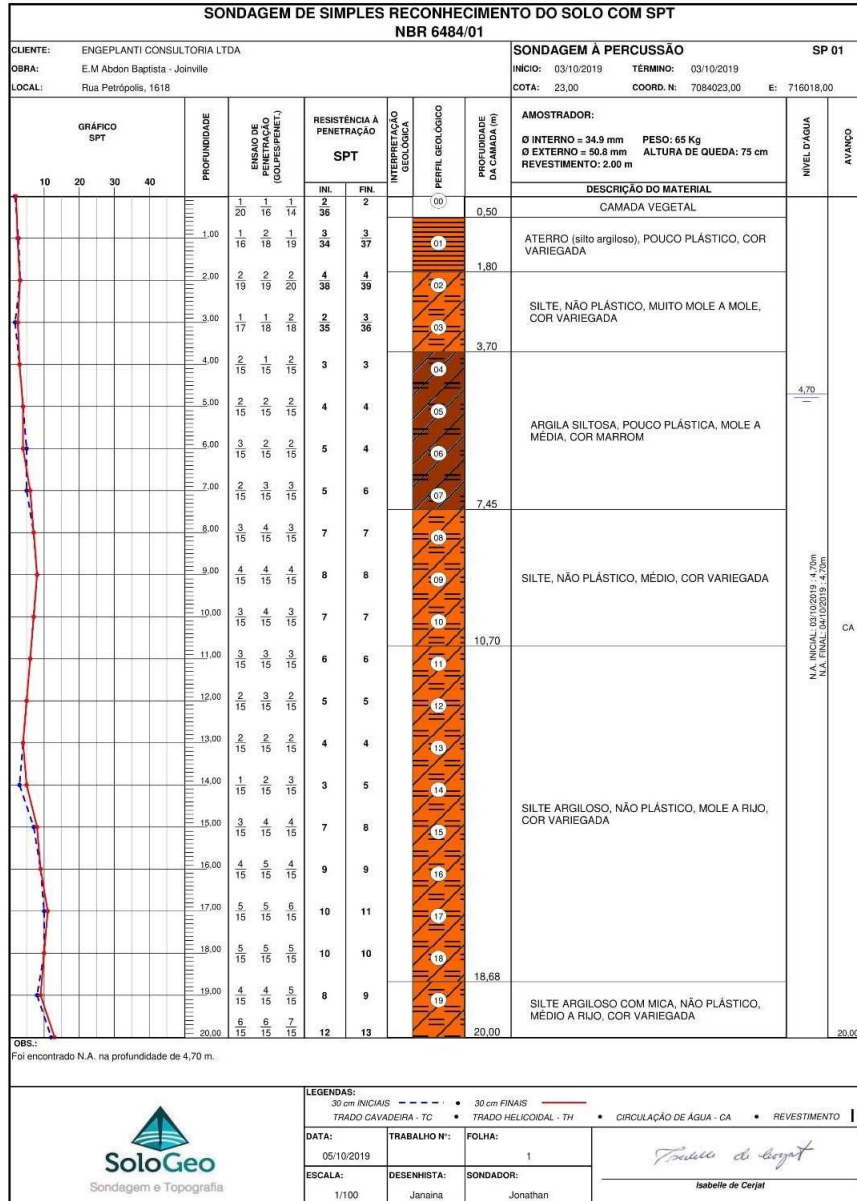 SONDAGEM DE SIMPLES RECONHECIMENTO DO SOLO COM SPT
NBR 6484/01
CLIENTE: ENGEPLANTI CONSULTORIA LTDA
OBRA: E.M Abdon Baptista - Joinville
LOCAL: Rua Petrópolis, 1618
SONDAGEM À PERCUSSÃO SP 01
INÍCIO: 03/10/2019 TÉRMINO: 03/10/2019
COTA: 23,00 COORD. N: 7084023,00 E: 716018,00
GRÁFICO
SPT
10 20 30 40
PROFUNDIDADE
ENSAIO DE
PENETRAÇÃO
(GOLPES/PENET.)
RESISTÊNCIA À
PENETRAÇÃO
SPT
INI. FIN.
INTERPRETAÇÃO
GEOLÓGICA
PERFIL GEOLÓGICO
PROFUDIDADE
DA CAMADA (m)
AMOSTRADOR:
Ø INTERNO = 34.9 mm PESO: 65 Kg
Ø EXTERNO = 50.8 mm ALTURA DE QUEDA: 75 cm
REVESTIMENTO: 2.00 m
DESCRIÇÃO DO MATERIAL
NÍVEL D'ÁGUA
AVANÇO
1/20 1/16 1/14 2/36 2 00
0,50 CAMADA VEGETAL
1,00 1/16 2/18 1/19 3/34 3/37 01
1,80 ATERRO (silto argiloso), POUCO PLÁSTICO, COR
VARIEGADA
2,00 2/19 2/19 2/20 4/38 4/39 02
3,00 1/17 1/18 2/18 2/35 3/36 03
3,70 SILTE, NÃO PLÁSTICO, MUITO MOLE A MOLE,
COR VARIEGADA
4,00 2/15 1/15 2/15 3 3 04
4,70
5,00 2/15 2/15 2/15 4 4 05
6,00 3/15 2/15 2/15 5 4 06
7,00 2/15 3/15 3/15 5 6 07
7,45 ARGILA SILTOSA, POUCO PLÁSTICA, MOLE A
MÉDIA, COR MARROM
8,00 3/15 4/15 3/15 7 7 08
9,00 4/15 4/15 4/15 8 8 09
10,00 3/15 4/15 3/15 7 7 10
10,70 SILTE, NÃO PLÁSTICO, MÉDIO, COR VARIEGADA
N.A. INICIAL: 03/10/2019 : 4,70m
N.A. FINAL: 04/10/2019 : 4,70m
CA
11,00 3/15 3/15 3/15 6 6 11
12,00 2/15 3/15 2/15 5 5 12
13,00 2/15 2/15 2/15 4 4 13
14,00 1/15 2/15 3/15 3 5 14
15,00 3/15 4/15 4/15 7 8 15
16,00 4/15 5/15 4/15 9 9 16
17,00 5/15 5/15 6/15 10 11 17
18,00 5/15 5/15 5/15 10 10 18
18,68 SILTE ARGILOSO, NÃO PLÁSTICO, MOLE A RIJO,
COR VARIEGADA
19,00 4/15 4/15 5/15 8 9 19
20,00 6/15 6/15 7/15 12 13
20,00 SILTE ARGILOSO COM MICA, NÃO PLÁSTICO,
MÉDIO A RIJO, COR VARIEGADA
20,00
OBS.:
Foi encontrado N.A. na profundidade de 4,70 m.
LEGENDAS:
30 cm INICIAIS • 30 cm FINAIS
TRADO CAVADEIRA - TC • TRADO HELICOIDAL - TH • CIRCULAÇÃO DE ÁGUA - CA • REVESTIMENTO
SoloGeo
Sondagem e Topografia
DATA: TRABALHO N°: FOLHA:
05/10/2019 1
ESCALA: DESENHISTA: SONDADOR:
1/100 Janaina Jonathan
Isabelle de Cerjat